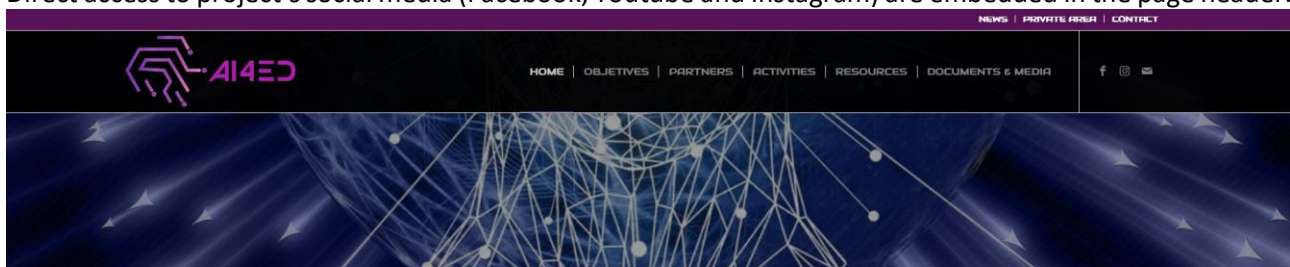 Direct access to project's social media (Facebook, Youtube and Instagram) are embedded in the page header.
NEWS | PRIVATE AREA | CONTACT
AI4ED
HOME | OBJETIVES | PARTNERS | ACTIVITIES | RESOURCES | DOCUMENTS & MEDIA